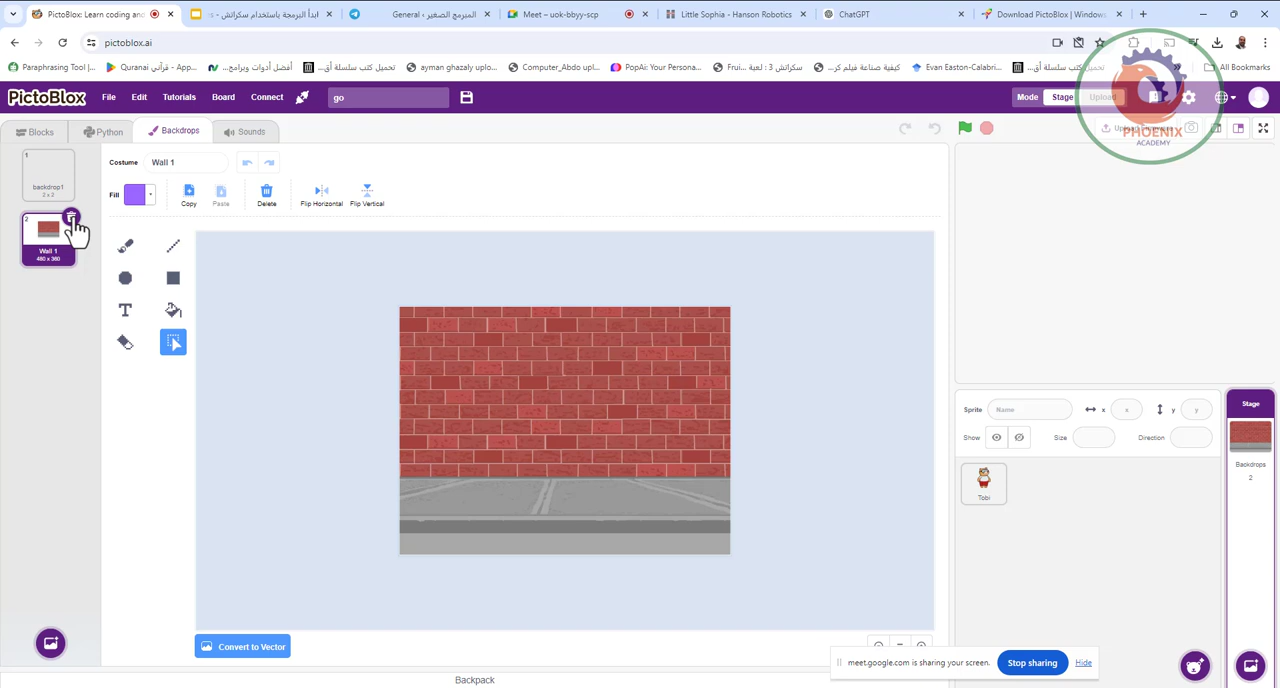 PictoBlox: Learn coding and
ابدأ البرمجة باستخدام سكراتش
المبرمج الصغير › General
Meet – uok-bbyy-scp
Little Sophia - Hanson Robotics
ChatGPT
Download PictoBlox | Windows
pictoblox.ai
Paraphrasing Tool |...
Quranai - قرآني - App...
أفضل أدوات وبرامج...
تحميل كتب سلسلة أق...
ayman computer - uplo...
Computer_Abdo upl...
PopAi: Your Persona...
سكراتش 3 : لعبة Frui...
كيفية صناعة فيلم كر...
Evan Easton-Calabri...
تحميل كتب سلسلة أق...
»
All Bookmarks
PictoBlox
File
Edit
Tutorials
Board
Connect
go
Mode
Stage
Upload
Blocks
Python
Backdrops
Sounds
PHOENIX
ACADEMY
1
backdrop1
2 x 2
2
Wall 1
480 x 360
Costume
Wall 1
Fill
Copy
Paste
Delete
Flip Horizontal
Flip Vertical
T
Convert to Vector
Sprite
Name
x
x
y
y
Show
Size
Direction
Tobi
Stage
Backdrops
2
meet.google.com is sharing your screen.
Stop sharing
Hide
Backpack